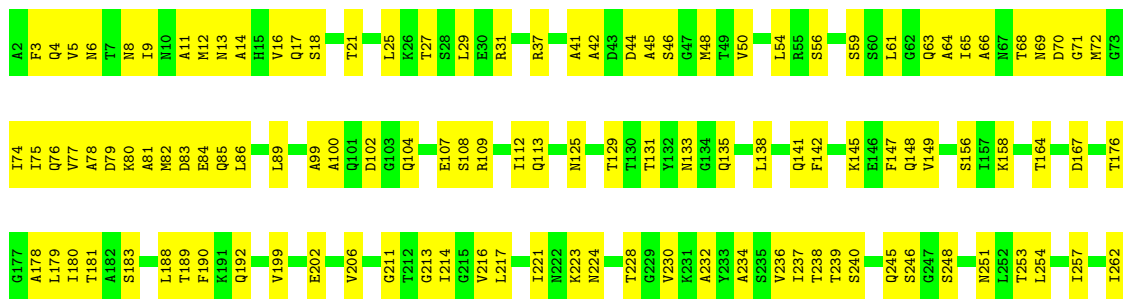 A2 F3 Q4 V5 N6 T7 N8 I9 N10 A11 M12 N13 A14 H15 V16 Q17 S18 T21 L25 K26 T27 S28 L29 E30 R31 R37 A41 A42 D43 D44 A45 S46 G47 M48 T49 V50 L54 R55 S56 S59 S60 L61 G62 Q63 A64 I65 A66 N67 T68 N69 D70 G71 M72 G73
I74 I75 Q76 V77 A78 D79 K80 A81 M82 D83 E84 Q85 L86 L89 A99 A100 Q101 D102 G103 Q104 E107 S108 R109 I112 Q113 N125 T129 T130 T131 Y132 N133 G134 Q135 L138 Q141 F142 K145 E146 F147 Q148 V149 S156 I157 K158 T164 D167 T176
G177 A178 L179 I180 T181 A182 S183 L188 T189 F190 K191 Q192 V199 E202 V206 G211 T212 G213 I214 G215 V216 L217 I221 N222 K223 N224 T228 G229 V230 K231 A232 Y233 A234 S235 V236 I237 T238 T239 S240 Q245 S246 G247 S248 N251 L252 T253 L254 I257 I262